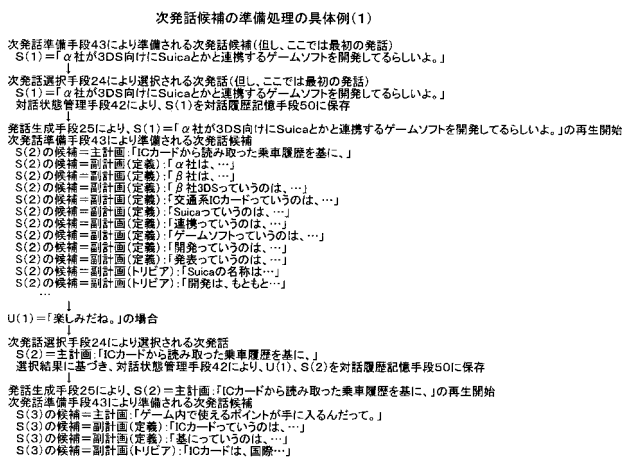 次発話候補の準備処理の具体例(1)
次発話準備手段43により準備される次発話候補(但し、ここでは最初の発話)
S(1)=「α社が3DS向けにSuicaとかと連携するゲームソフトを開発してるらしいよ。」
↓
次発話選択手段24により選択される次発話(但し、ここでは最初の発話)
S(1)=「α社が3DS向けにSuicaとかと連携するゲームソフトを開発してるらしいよ。」
対話状態管理手段42により、S(1)を対話履歴記憶手段50に保存
↓
発話生成手段25により、S(1)=「α社が3DS向けにSuicaとかと連携するゲームソフトを開発してるらしいよ。」の再生開始
次発話準備手段43により準備される次発話候補
S(2)の候補=主計画:「ICカードから読み取った乗車履歴を基に、」
S(2)の候補=副計画(定義):「α社は、…」
S(2)の候補=副計画(定義):「β社は、…」
S(2)の候補=副計画(定義):「β社3DSっていうのは、…」
S(2)の候補=副計画(定義):「交通系ICカードっていうのは、…」
S(2)の候補=副計画(定義):「Suicaっていうのは、…」
S(2)の候補=副計画(定義):「連携っていうのは、…」
S(2)の候補=副計画(定義):「ゲームソフトっていうのは、…」
S(2)の候補=副計画(定義):「開発っていうのは、…」
S(2)の候補=副計画(定義):「発表っていうのは、…」
S(2)の候補=副計画(トリビア):「Suicaの名称は…」
S(2)の候補=副計画(トリビア):「開発は、もともと…」
…
↓
U(1)=「楽しみだね。」の場合
↓
次発話選択手段24により選択される次発話
S(2)=主計画:「ICカードから読み取った乗車履歴を基に、」
選択結果に基づき、対話状態管理手段42により、U(1)、S(2)を対話履歴記憶手段50に保存
↓
発話生成手段25により、S(2)=主計画:「ICカードから読み取った乗車履歴を基に、」の再生開始
次発話準備手段43により準備される次発話候補
S(3)の候補=主計画:「ゲーム内で使えるポイントが手に入るんだって。」
S(3)の候補=副計画(定義):「ICカードっていうのは、…」
S(3)の候補=副計画(定義):「基にっていうのは、…」
S(3)の候補=副計画(トリビア):「ICカードは、国際…」